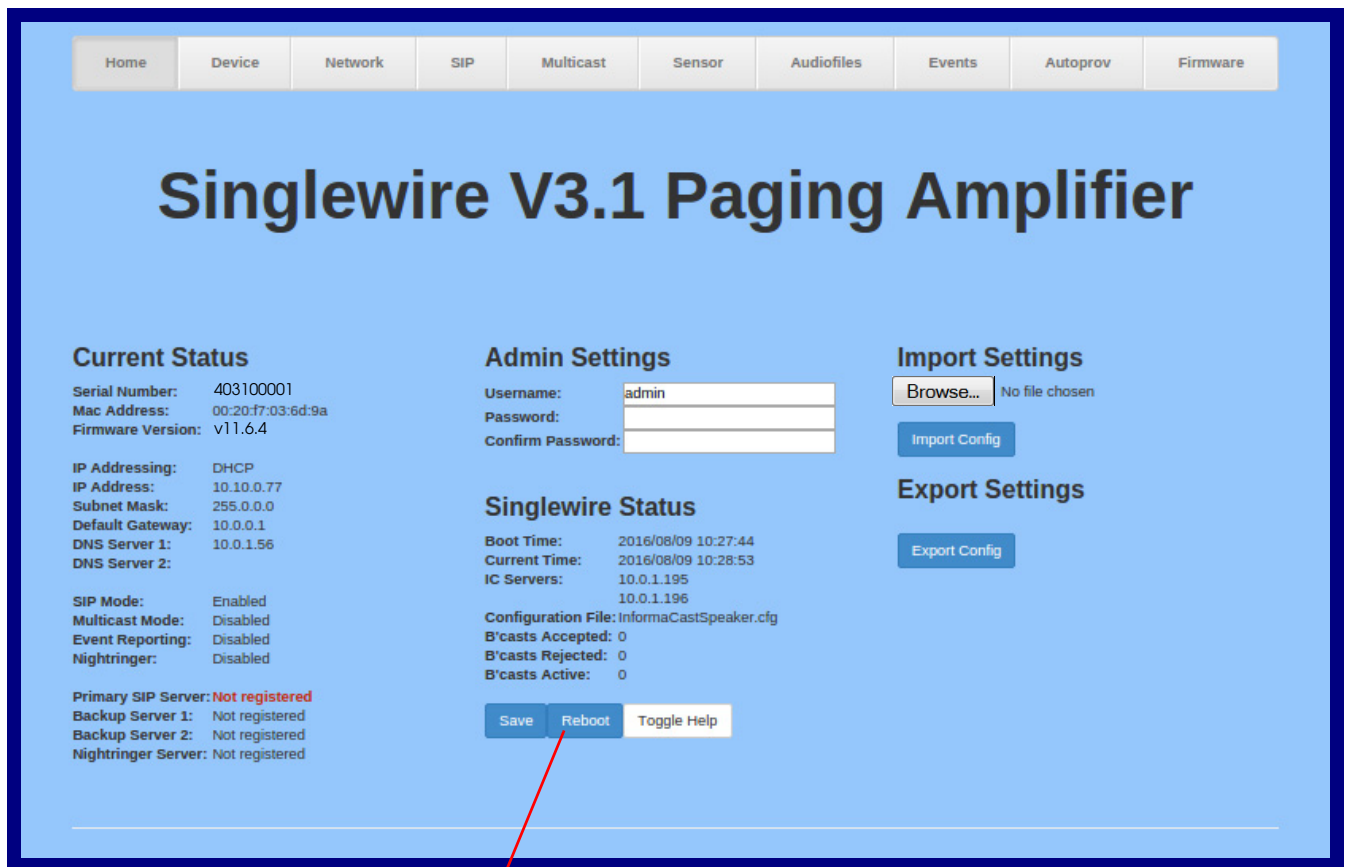 Home Device Network SIP Multicast Sensor Audiofiles Events Autoprov Firmware
Singlewire V3.1 Paging Amplifier
Current Status
Serial Number: 403100001
Mac Address: 00:20:f7:03:6d:9a
Firmware Version: v11.6.4
IP Addressing: DHCP
IP Address: 10.10.0.77
Subnet Mask: 255.0.0.0
Default Gateway: 10.0.0.1
DNS Server 1: 10.0.1.56
DNS Server 2:
SIP Mode: Enabled
Multicast Mode: Disabled
Event Reporting: Disabled
Nightringer: Disabled
Primary SIP Server: Not registered
Backup Server 1: Not registered
Backup Server 2: Not registered
Nightringer Server: Not registered
Admin Settings
Username: admin
Password:
Confirm Password:
Singlewire Status
Boot Time: 2016/08/09 10:27:44
Current Time: 2016/08/09 10:28:53
IC Servers: 10.0.1.195
10.0.1.196
Configuration File: InformaCastSpeaker.cfg
B'casts Accepted: 0
B'casts Rejected: 0
B'casts Active: 0
Save Reboot Toggle Help
Import Settings
Browse... No file chosen
Import Config
Export Settings
Export Config